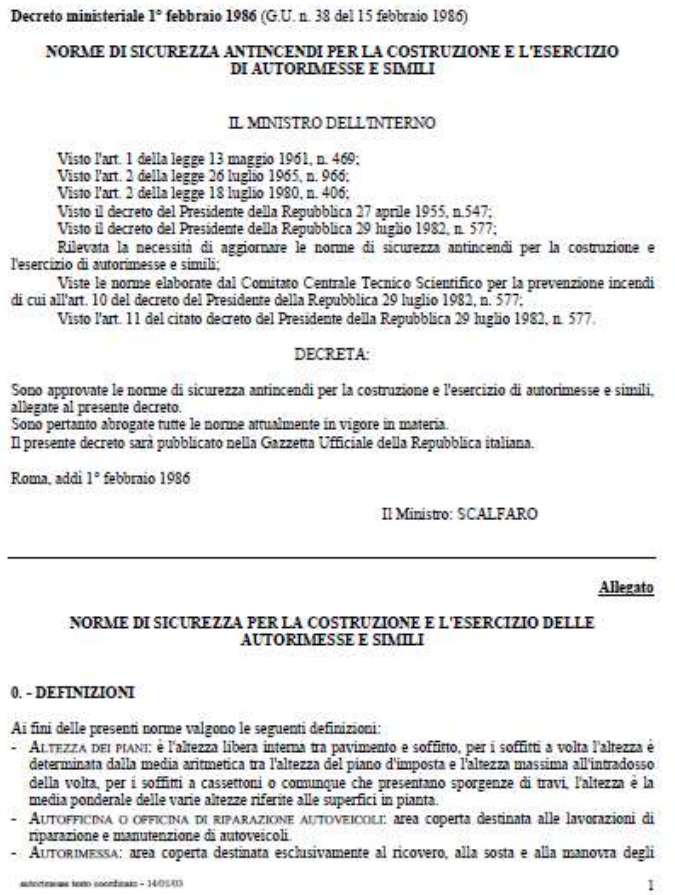 Decreto ministeriale 1° febbraio 1986 (G.U. n. 38 del 15 febbraio 1986)
NORME DI SICUREZZA ANTINCENDI PER LA COSTRUZIONE E L'ESERCIZIO
DI AUTORIMESSE E SIMILI
IL MINISTRO DELL'INTERNO
Visto l'art. 1 della legge 13 maggio 1961, n. 469;
Visto l'art. 2 della legge 26 luglio 1965, n. 966;
Visto l'art. 2 della legge 18 luglio 1980, n. 406;
Visto il decreto del Presidente della Repubblica 27 aprile 1955, n.547;
Visto il decreto del Presidente della Repubblica 29 luglio 1982, n. 577;
Rilevata la necessità di aggiornare le norme di sicurezza antincendi per la costruzione e
l'esercizio di autorimesse e simili;
Viste le norme elaborate dal Comitato Centrale Tecnico Scientifico per la prevenzione incendi
di cui all'art. 10 del decreto del Presidente della Repubblica 29 luglio 1982, n. 577;
Visto l'art. 11 del citato decreto del Presidente della Repubblica 29 luglio 1982, n. 577.
DECRETA:
Sono approvate le norme di sicurezza antincendi per la costruzione e l'esercizio di autorimesse e simili,
allegate al presente decreto.
Sono pertanto abrogate tutte le norme attualmente in vigore in materia.
Il presente decreto sarà pubblicato nella Gazzetta Ufficiale della Repubblica italiana.
Roma, addì 1° febbraio 1986
Il Ministro: SCALFARO
Allegato
NORME DI SICUREZZA PER LA COSTRUZIONE E L'ESERCIZIO DELLE
AUTORIMESSE E SIMILI
0. - DEFINIZIONI
Ai fini delle presenti norme valgono le seguenti definizioni:
- ALTEZZA DEI PIANI: è l'altezza libera interna tra pavimento e soffitto, per i soffitti a volta l'altezza è
determinata dalla media aritmetica tra l'altezza del piano d'imposta e l'altezza massima all'intradosso
della volta, per i soffitti a cassettoni o comunque che presentano sporgenze di travi, l'altezza è la
media ponderale delle varie altezze riferite alle superfici in pianta.
- AUTOFFICINA O OFFICINA DI RIPARAZIONE AUTOVEICOLI: area coperta destinata alle lavorazioni di
riparazione e manutenzione di autoveicoli.
- AUTORIMESSA: area coperta destinata esclusivamente al ricovero, alla sosta e alla manovra degli
autorimesse testo coordinato - 14/01/03
1